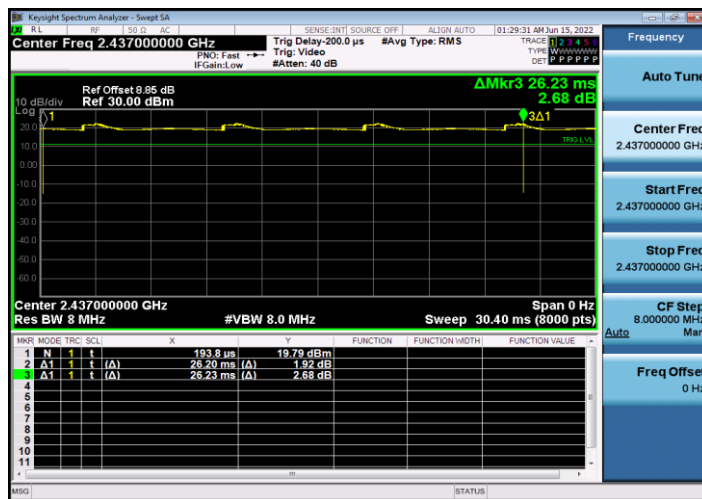 Keysight Spectrum Analyzer - Swept SA
RL RF 50 Ω AC SENSE:INT SOURCE OFF ALIGN AUTO 01:29:31 AM Jun 15, 2022
Center Freq 2.437000000 GHz
PNO: Fast
IFGain:Low
Trig Delay-200.0 µs
Trig: Video
#Atten: 40 dB
#Avg Type: RMS
TRACE 1 2 3 4 5 6
TYPE W
DET P P P P P P
Frequency
Auto Tune
Center Freq
2.437000000 GHz
Start Freq
2.437000000 GHz
Stop Freq
2.437000000 GHz
CF Step
8.000000 MHz
Auto Man
Freq Offset
0 Hz
ΔMkr3 26.23 ms
2.68 dB
Ref Offset 8.85 dB
Ref 30.00 dBm
10 dB/div
Log
1
3Δ1
TRIG LVL
20.0
10.0
0.00
-10.0
-20.0
-30.0
-40.0
-50.0
-60.0
Center 2.437000000 GHz Span 0 Hz
Res BW 8 MHz #VBW 8.0 MHz Sweep 30.40 ms (8000 pts)
MKR MODE TRC SCL X Y FUNCTION FUNCTION WIDTH FUNCTION VALUE
1 N 1 t 193.8 µs 19.79 dBm
2 Δ1 1 t (Δ) 26.20 ms (Δ) 1.92 dB
3 Δ1 1 t (Δ) 26.23 ms (Δ) 2.68 dB
4
5
6
7
8
9
10
11
MSG STATUS